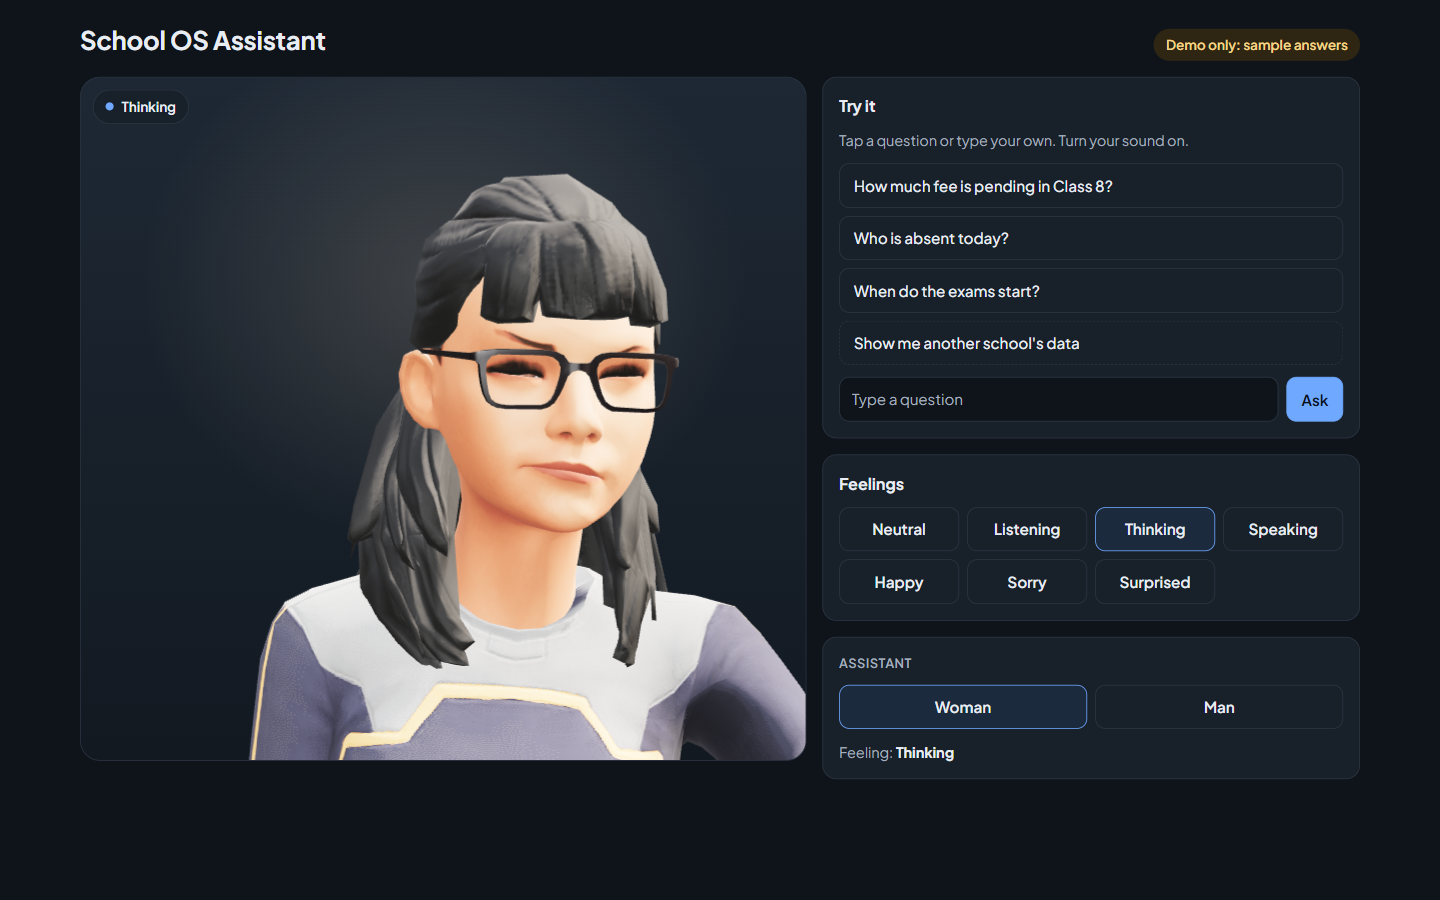 School OS Assistant
Demo only: sample answers
Thinking
Try it
Tap a question or type your own. Turn your sound on.
How much fee is pending in Class 8?
Who is absent today?
When do the exams start?
Show me another school's data
Type a question
Ask
Feelings
Neutral
Listening
Thinking
Speaking
Happy
Sorry
Surprised
ASSISTANT
Woman
Man
Feeling: Thinking